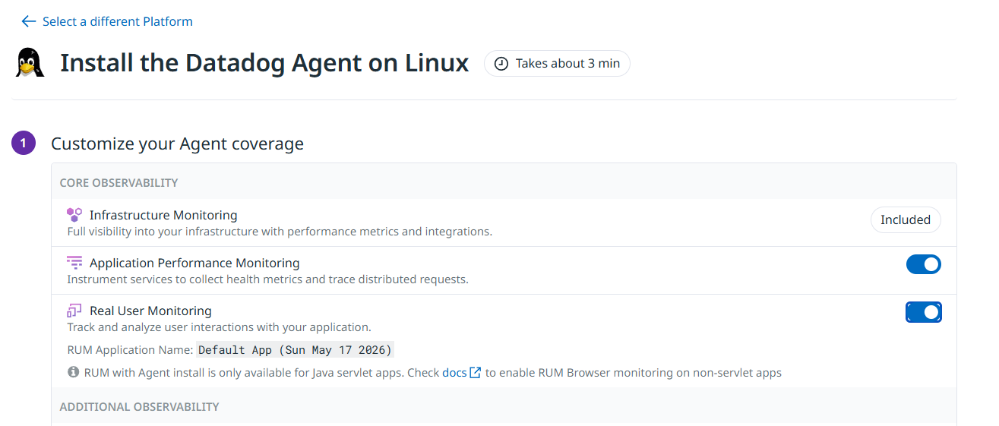 Select a different Platform
Install the Datadog Agent on Linux
Takes about 3 min
1
Customize your Agent coverage
CORE OBSERVABILITY
Infrastructure Monitoring
Included
Full visibility into your infrastructure with performance metrics and integrations.
Application Performance Monitoring
Instrument services to collect health metrics and trace distributed requests.
Real User Monitoring
Track and analyze user interactions with your application.
RUM Application Name: Default App (Sun May 17 2026)
RUM with Agent install is only available for Java servlet apps. Check docs to enable RUM Browser monitoring on non-servlet apps
ADDITIONAL OBSERVABILITY